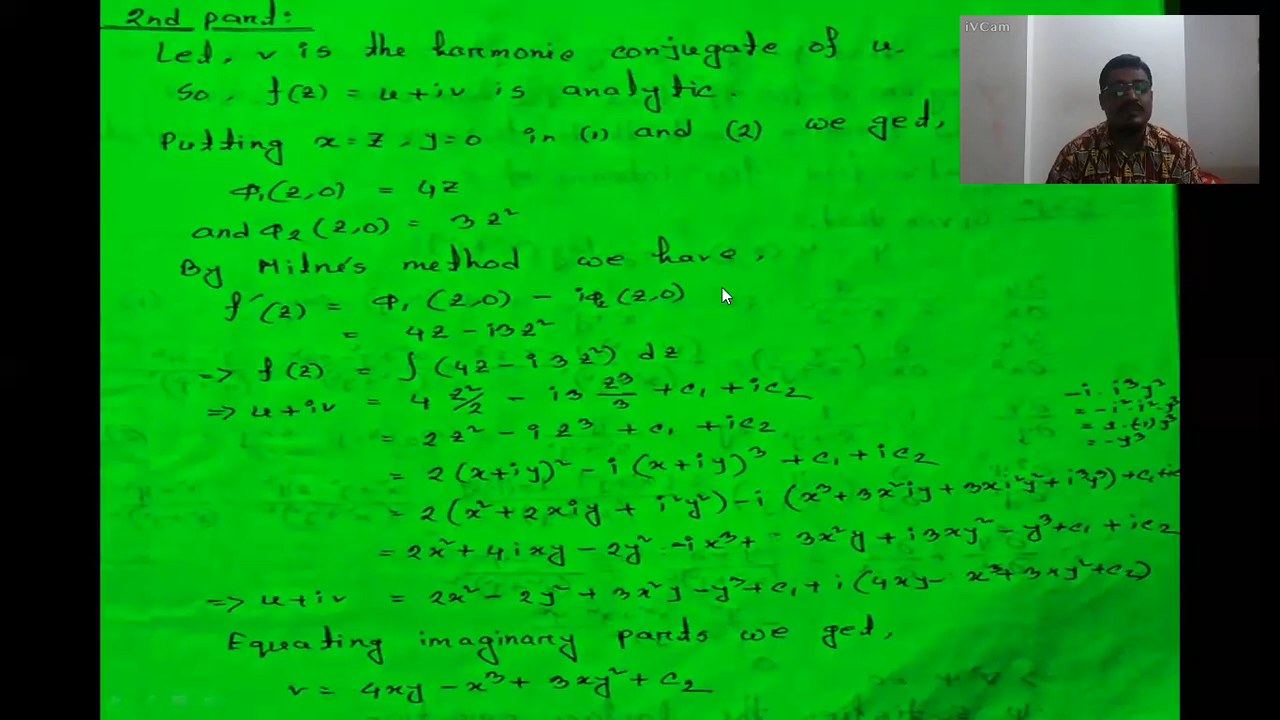 2nd part:
iVCam
Let, v is the harmonic conjugate of u.
So, f(z) = u+iv is analytic.
Putting x=z, y=0 in (1) and (2) we get,
φ₁(z,0) = 4z
and φ₂(z,0) = 3z²
By Milne's method we have,
f'(z) = φ₁(z,0) - iφ₂(z,0)
= 4z - i3z²
=> f(z) = ∫(4z - i3z²) dz
=> u+iv = 4 z²/2 - i3 z³/3 + c₁ + ic₂
= 2z² - iz³ + c₁ + ic₂
= 2(x+iy)² - i(x+iy)³ + c₁ + ic₂
= 2(x²+2xiy + i²y²) - i(x³+3x²iy+3xi²y²+i³y³)+c₁+ic
= 2x²+4ixy-2y²-ix³+ 3x²y+i3xy²-y³+c₁+ic₂
=> u+iv = 2x²-2y²+3x²y-y³+c₁+i(4xy-x³+3xy²+c₂)
Equating imaginary parts we get,
v = 4xy-x³+3xy²+c₂
-i.i³y³
= -i².i².y³
= -y³